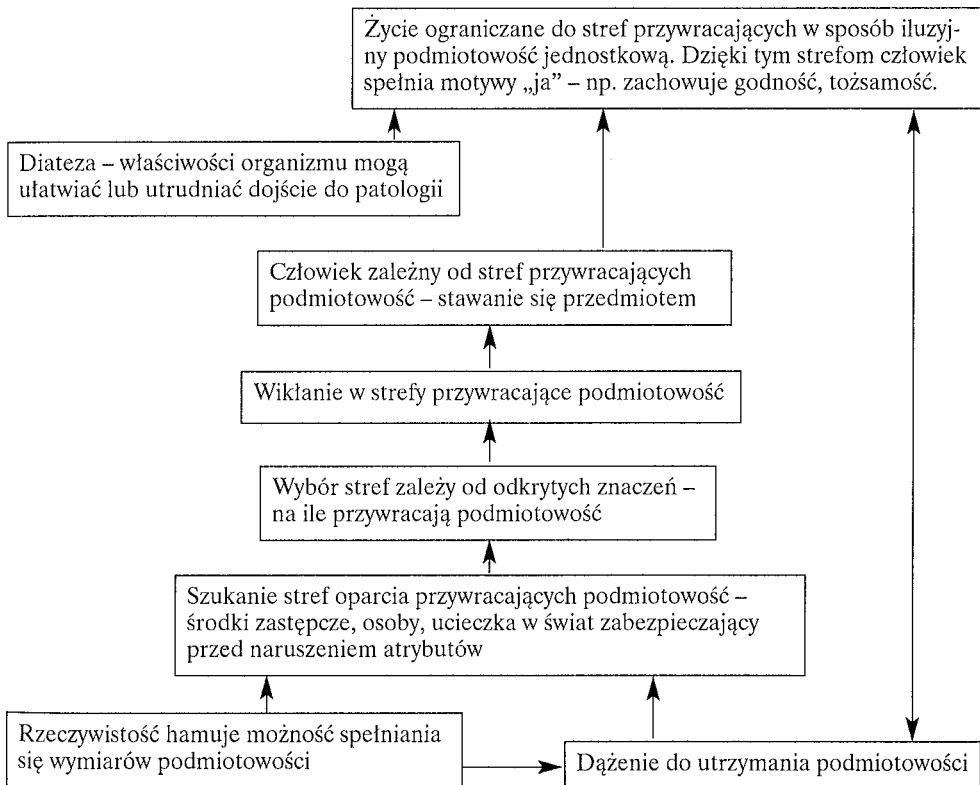 Życie ograniczane do stref przywracających w sposób iluzyj-
ny podmiotowość jednostkową. Dzięki tym strefom człowiek
spełnia motywy „ja” – np. zachowuje godność, tożsamość.
Diateza – właściwości organizmu mogą
ułatwiać lub utrudniać dojście do patologii
Człowiek zależny od stref przywracających
podmiotowość – stawanie się przedmiotem
Wikłanie w strefy przywracające podmiotowość
Wybór stref zależy od odkrytych znaczeń –
na ile przywracają podmiotowość
Szukanie stref oparcia przywracających podmiotowość –
środki zastępcze, osoby, ucieczka w świat zabezpieczający
przed naruszeniem atrybutów
Rzeczywistość hamuje możność spełniania
się wymiarów podmiotowości
Dążenie do utrzymania podmiotowości